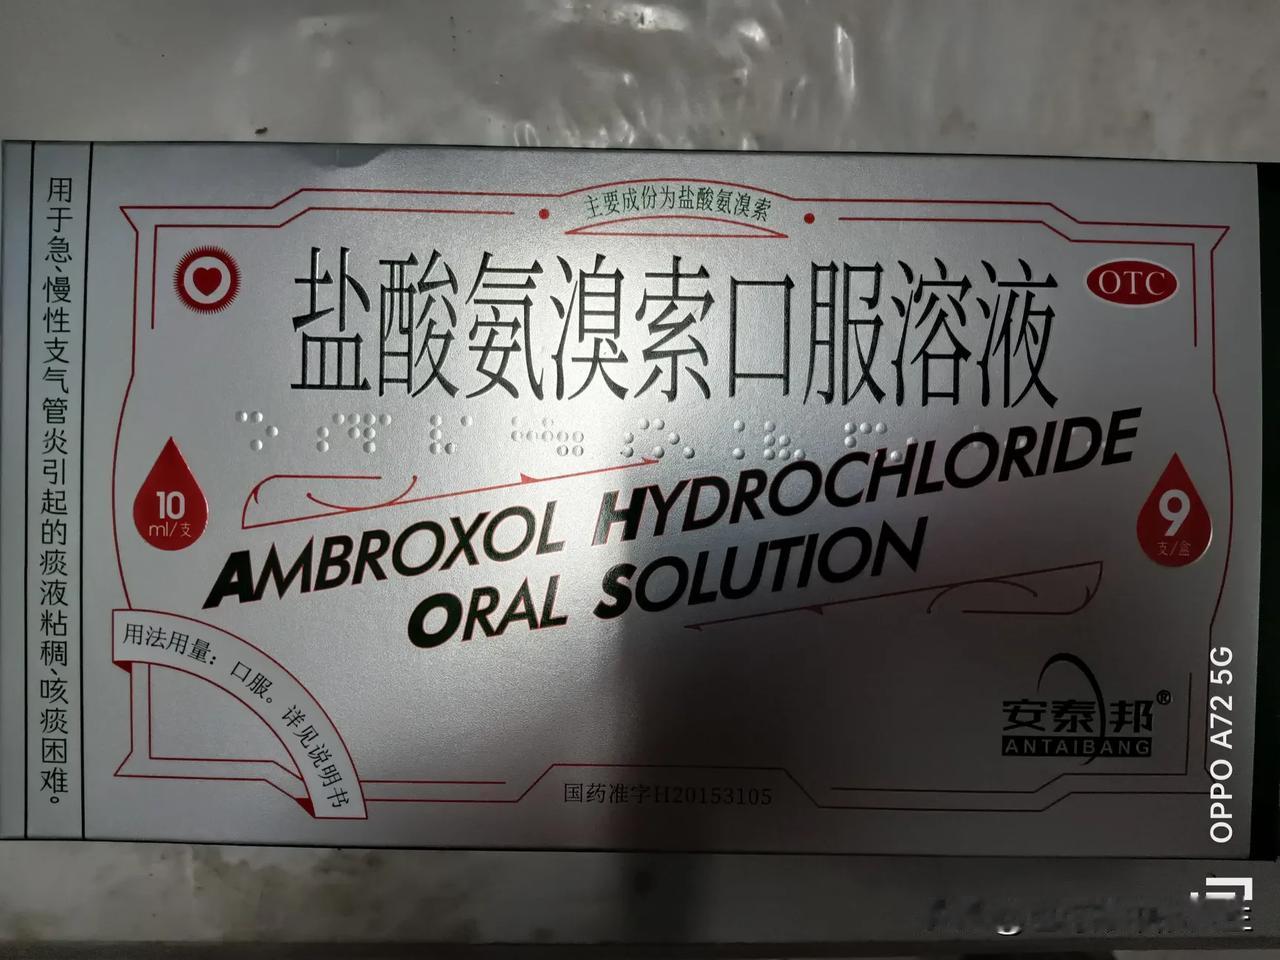 用于急、慢性支气管炎引起的痰液粘稠、咳痰困难。
主要成份为盐酸氨溴索
OTC
盐酸氨溴索口服溶液
10
ml/支
AMBROXOL HYDROCHLORIDE
ORAL SOLUTION
9
支/盒
用法用量：口服。详见说明书
安泰邦®
ANTAIBANG
国药准字H20153105
OPPO A72 5G